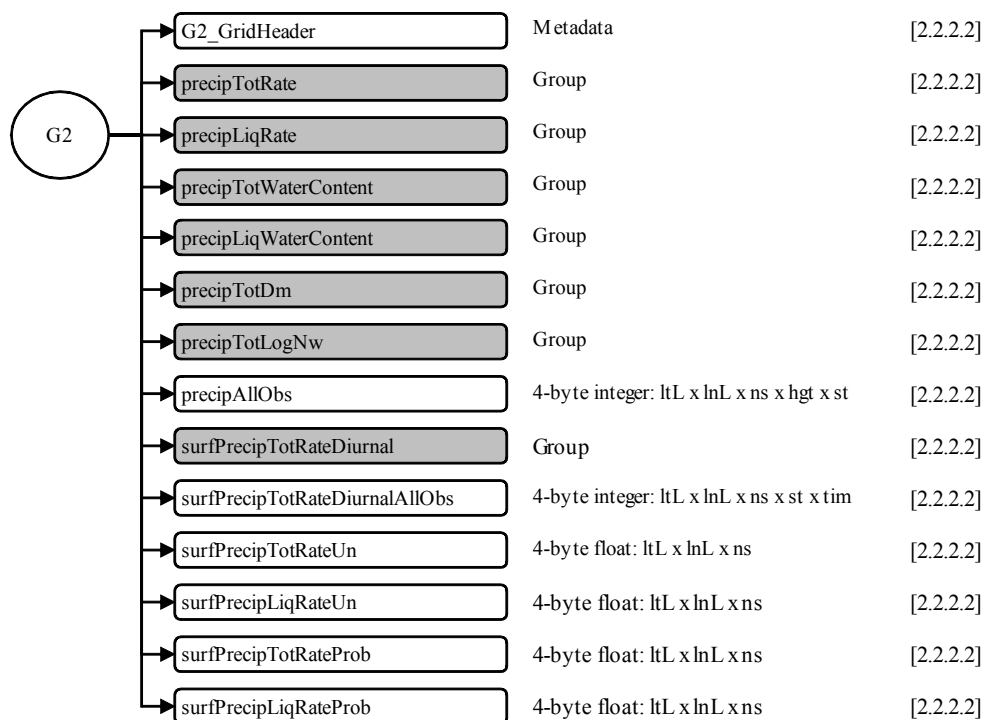 G2_GridHeader Metadata [2.2.2.2]
precipTotRate Group [2.2.2.2]
G2
precipLiqRate Group [2.2.2.2]
precipTotWaterContent Group [2.2.2.2]
precipLiqWaterContent Group [2.2.2.2]
precipTotDm Group [2.2.2.2]
precipTotLogNw Group [2.2.2.2]
precipAllObs 4-byte integer: ltL x lnL x ns x hgt x st [2.2.2.2]
surfPrecipTotRateDiurnal Group [2.2.2.2]
surfPrecipTotRateDiurnalAllObs 4-byte integer: ltL x lnL x ns x st x tim [2.2.2.2]
surfPrecipTotRateUn 4-byte float: ltL x lnL x ns [2.2.2.2]
surfPrecipLiqRateUn 4-byte float: ltL x lnL x ns [2.2.2.2]
surfPrecipTotRateProb 4-byte float: ltL x lnL x ns [2.2.2.2]
surfPrecipLiqRateProb 4-byte float: ltL x lnL x ns [2.2.2.2]